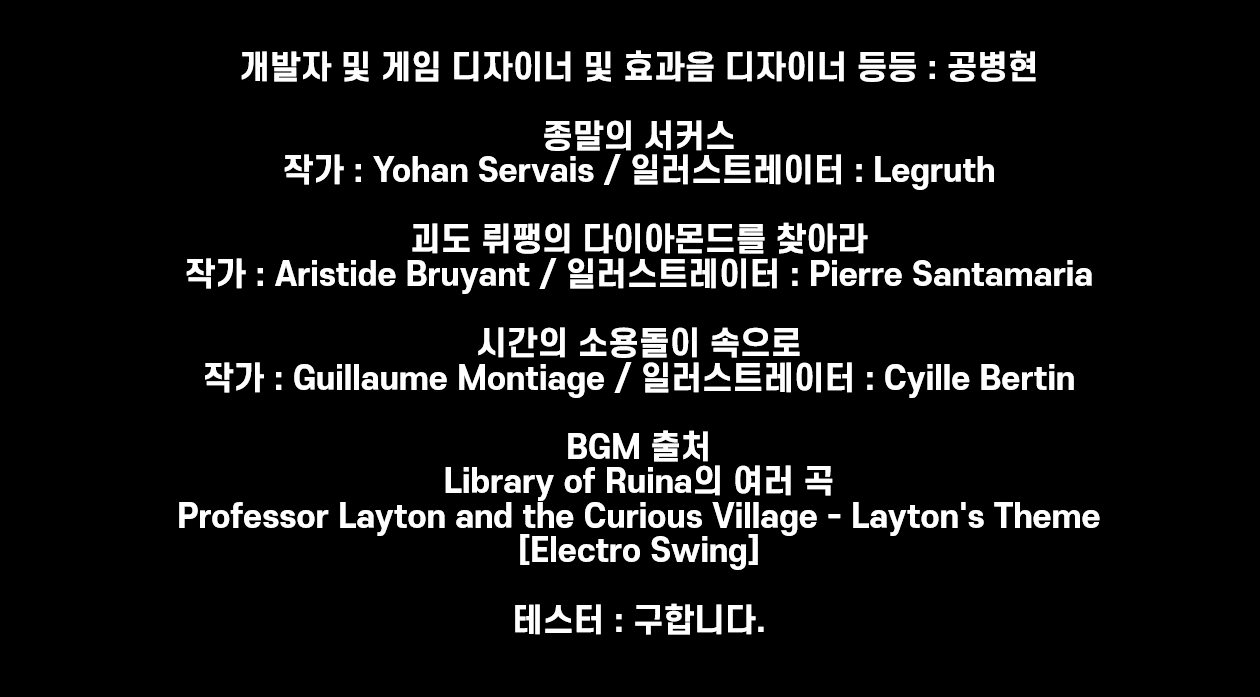 개발자 및 게임 디자이너 및 효과음 디자이너 등등 : 공병현
종말의 서커스
작가 : Yohan Servais / 일러스트레이터 : Legruth
괴도 뤼팽의 다이아몬드를 찾아라
작가 : Aristide Bruyant / 일러스트레이터 : Pierre Santamaria
시간의 소용돌이 속으로
작가 : Guillaume Montiage / 일러스트레이터 : Cyille Bertin
BGM 출처
Library of Ruina의 여러 곡
Professor Layton and the Curious Village - Layton's Theme
[Electro Swing]
테스터 : 구합니다.